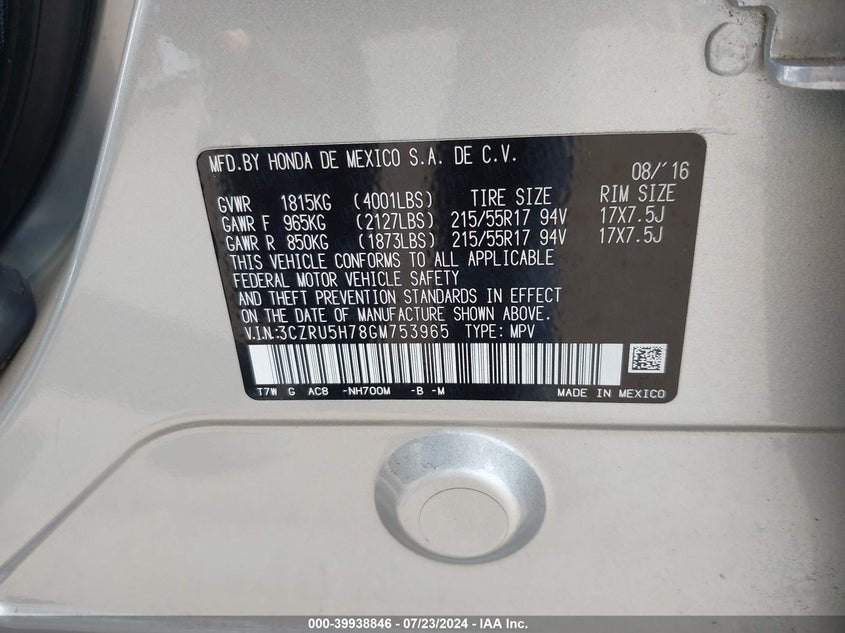 MFD.BY HONDA DE MEXICO S.A. DE C.V.
08/'16
GVWR 1815KG (4001LBS) TIRE SIZE RIM SIZE
GAWR F 965KG (2127LBS) 215/55R17 94V 17X7.5J
GAWR R 850KG (1873LBS) 215/55R17 94V 17X7.5J
THIS VEHICLE CONFORMS TO ALL APPLICABLE
FEDERAL MOTOR VEHICLE SAFETY
AND THEFT PREVENTION STANDARDS IN EFFECT
ON THE DATE OF MANUFACTURE SHOWN ABOVE.
V.I.N.:3CZRU5H78GM753965 TYPE: MPV
T7W G AC8 -NH700M -B -M MADE IN MEXICO
000-39938846 - 07/23/2024 - IAA Inc.